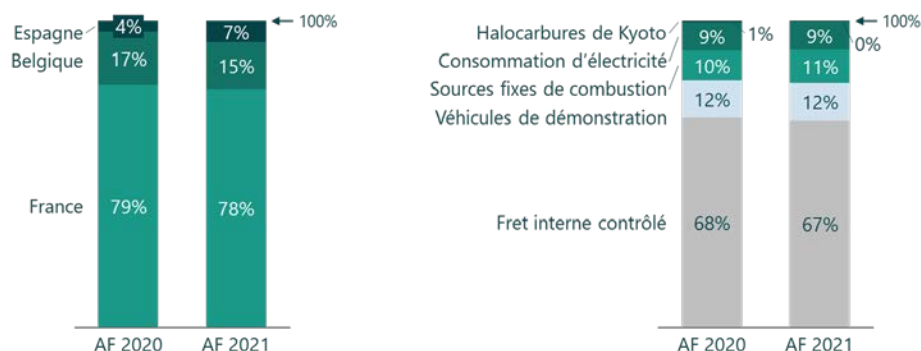 Espagne
4%
7%
100%
Belgique
17%
15%
France
79%
78%
AF 2020
AF 2021
Halocarbures de Kyoto
9%
1%
9%
100%
0%
Consommation d'électricité
10%
11%
Sources fixes de combustion
12%
12%
Véhicules de démonstration
Fret interne contrôlé
68%
67%
AF 2020
AF 2021